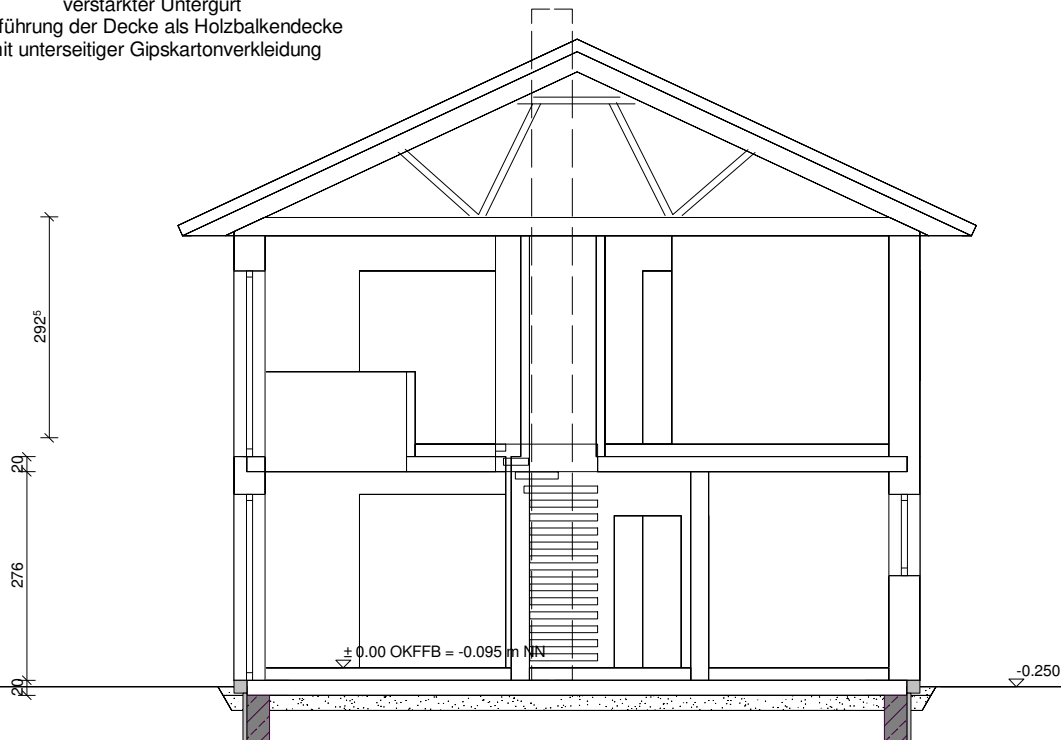 verstärkter Untergurt
führung der Decke als Holzbalkendecke
it unterseitiger Gipskartonverkleidung
292⁵
20
276
± 0.00 OKFFB = -0.095 m NN
-0.250
20